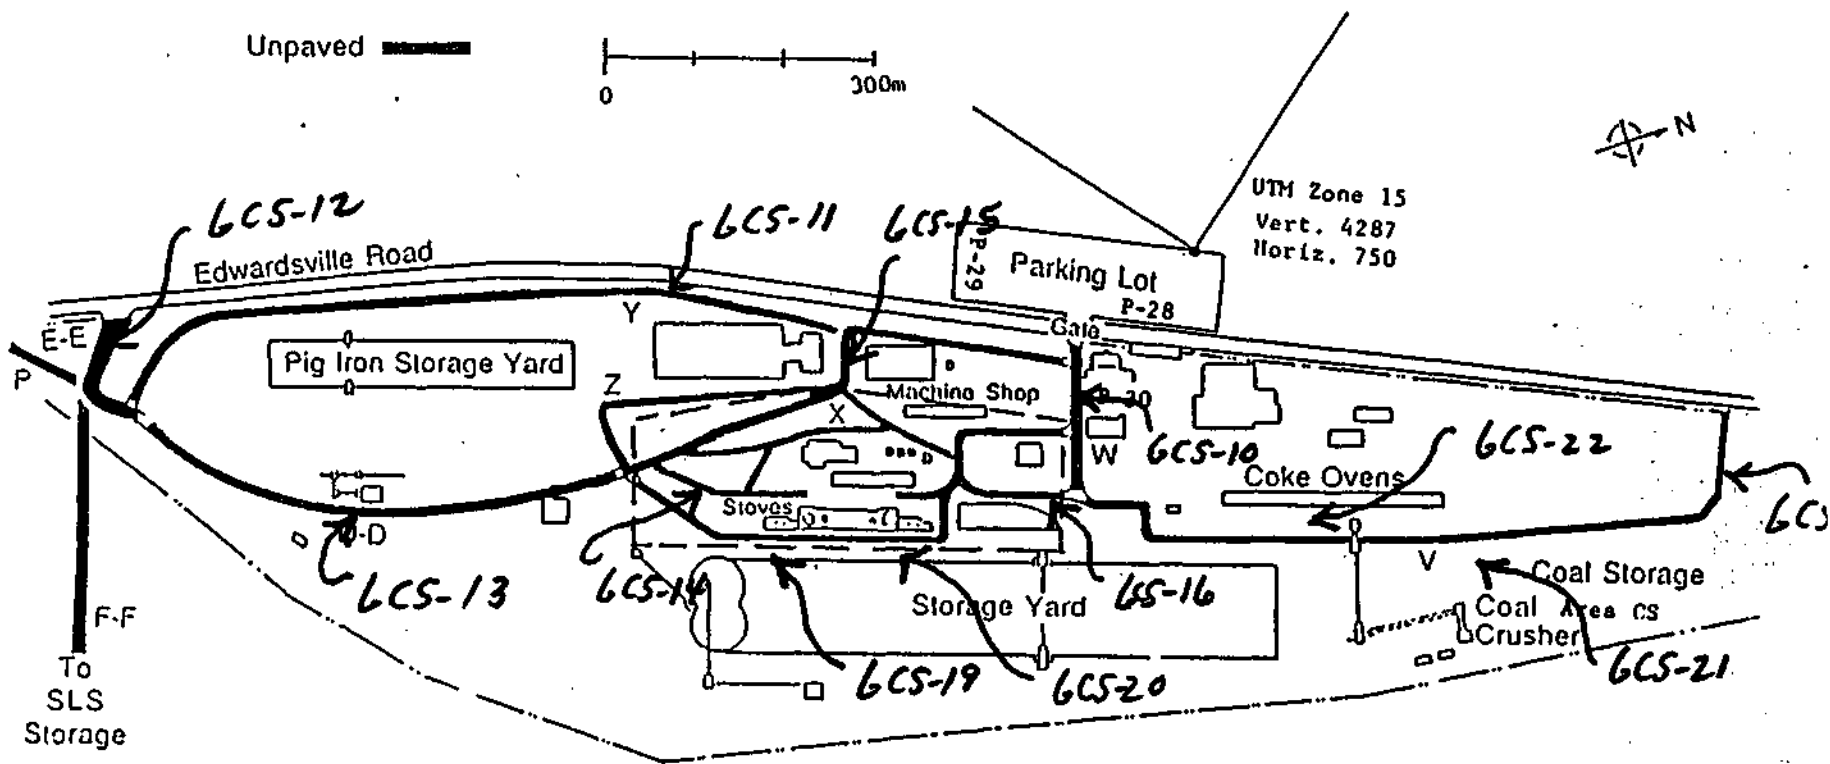 Unpaved
0
300m
N
UTM Zone 15
Vert. 4287
Horiz. 750
GCS-12
GCS-11
GCS-15
Edwardsville Road
P-29
Parking Lot
P-28
Gate
E-E
Y
P
Pig Iron Storage Yard
Z
Machine Shop
X
W
GCS-10
GCS-22
Coke Ovens
GCS
Stoves
D-D
V
GCS-13
GCS-14
Storage Yard
GS-16
Coal Storage
Area CS
Coal
Crusher
F-F
To
SLS
Storage
GCS-19
GCS-20
GCS-21